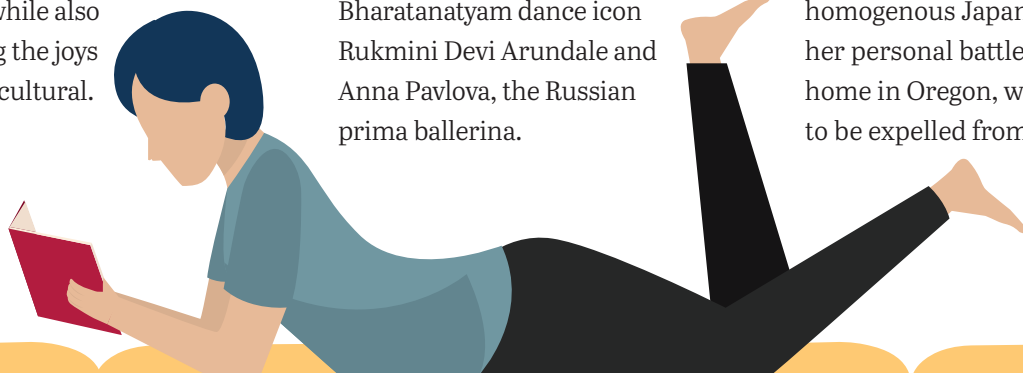 while also
g the joys
cultural.
Bharatanatyam dance icon
Rukmini Devi Arundale and
Anna Pavlova, the Russian
prima ballerina.
homogenous Japan
her personal battle
home in Oregon, w
to be expelled from